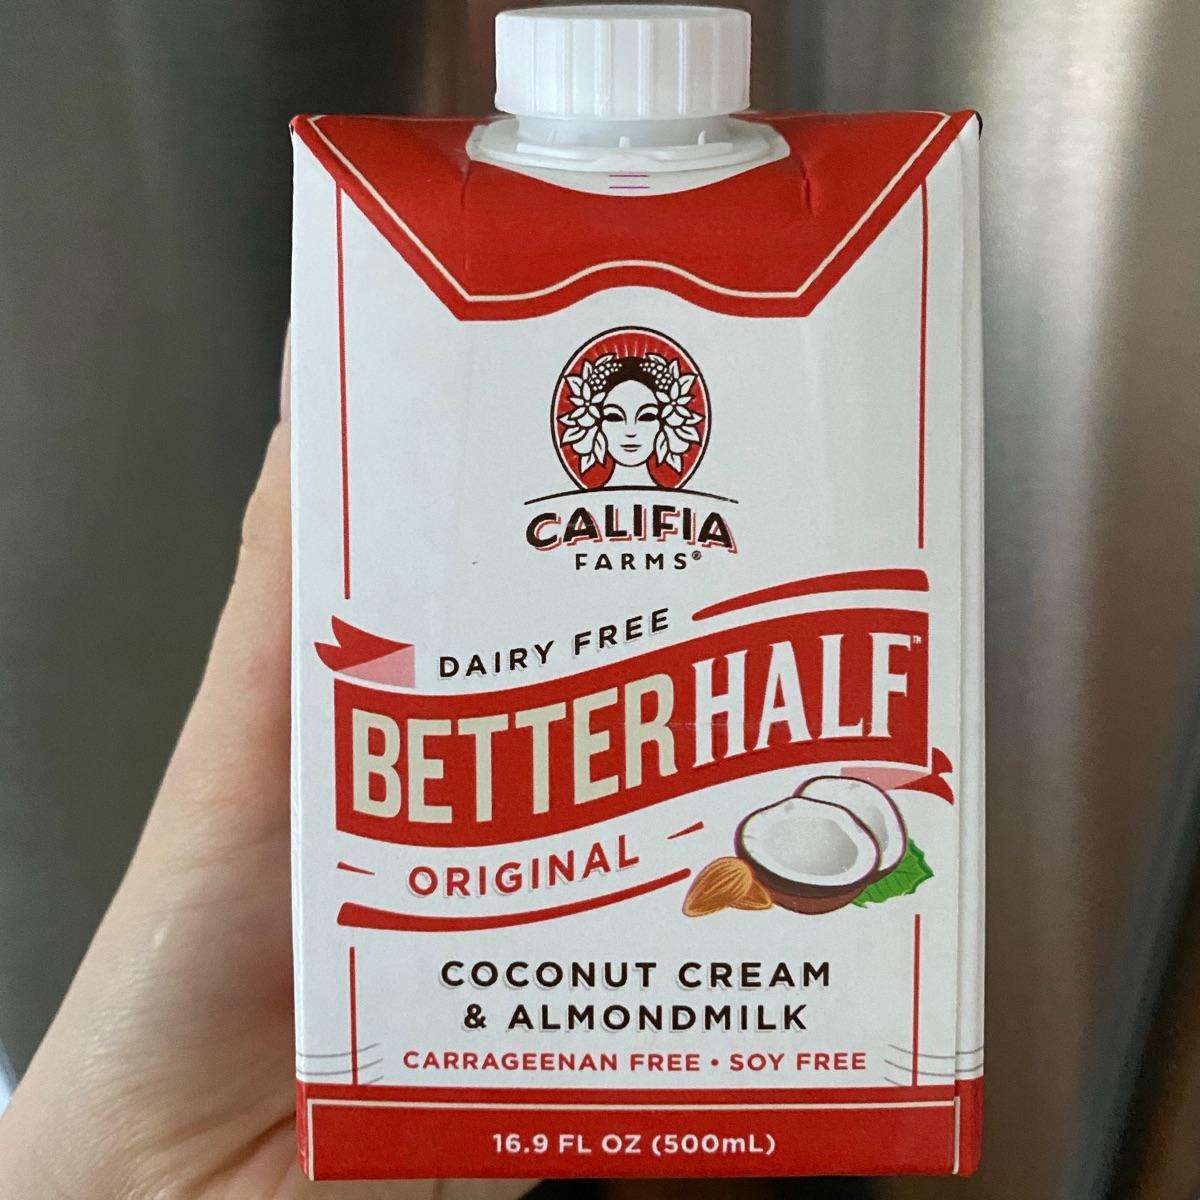 CALIFIA
FARMS®
DAIRY FREE
BETTER HALF™
ORIGINAL
COCONUT CREAM
& ALMONDMILK
CARRAGEENAN FREE • SOY FREE
16.9 FL OZ (500mL)